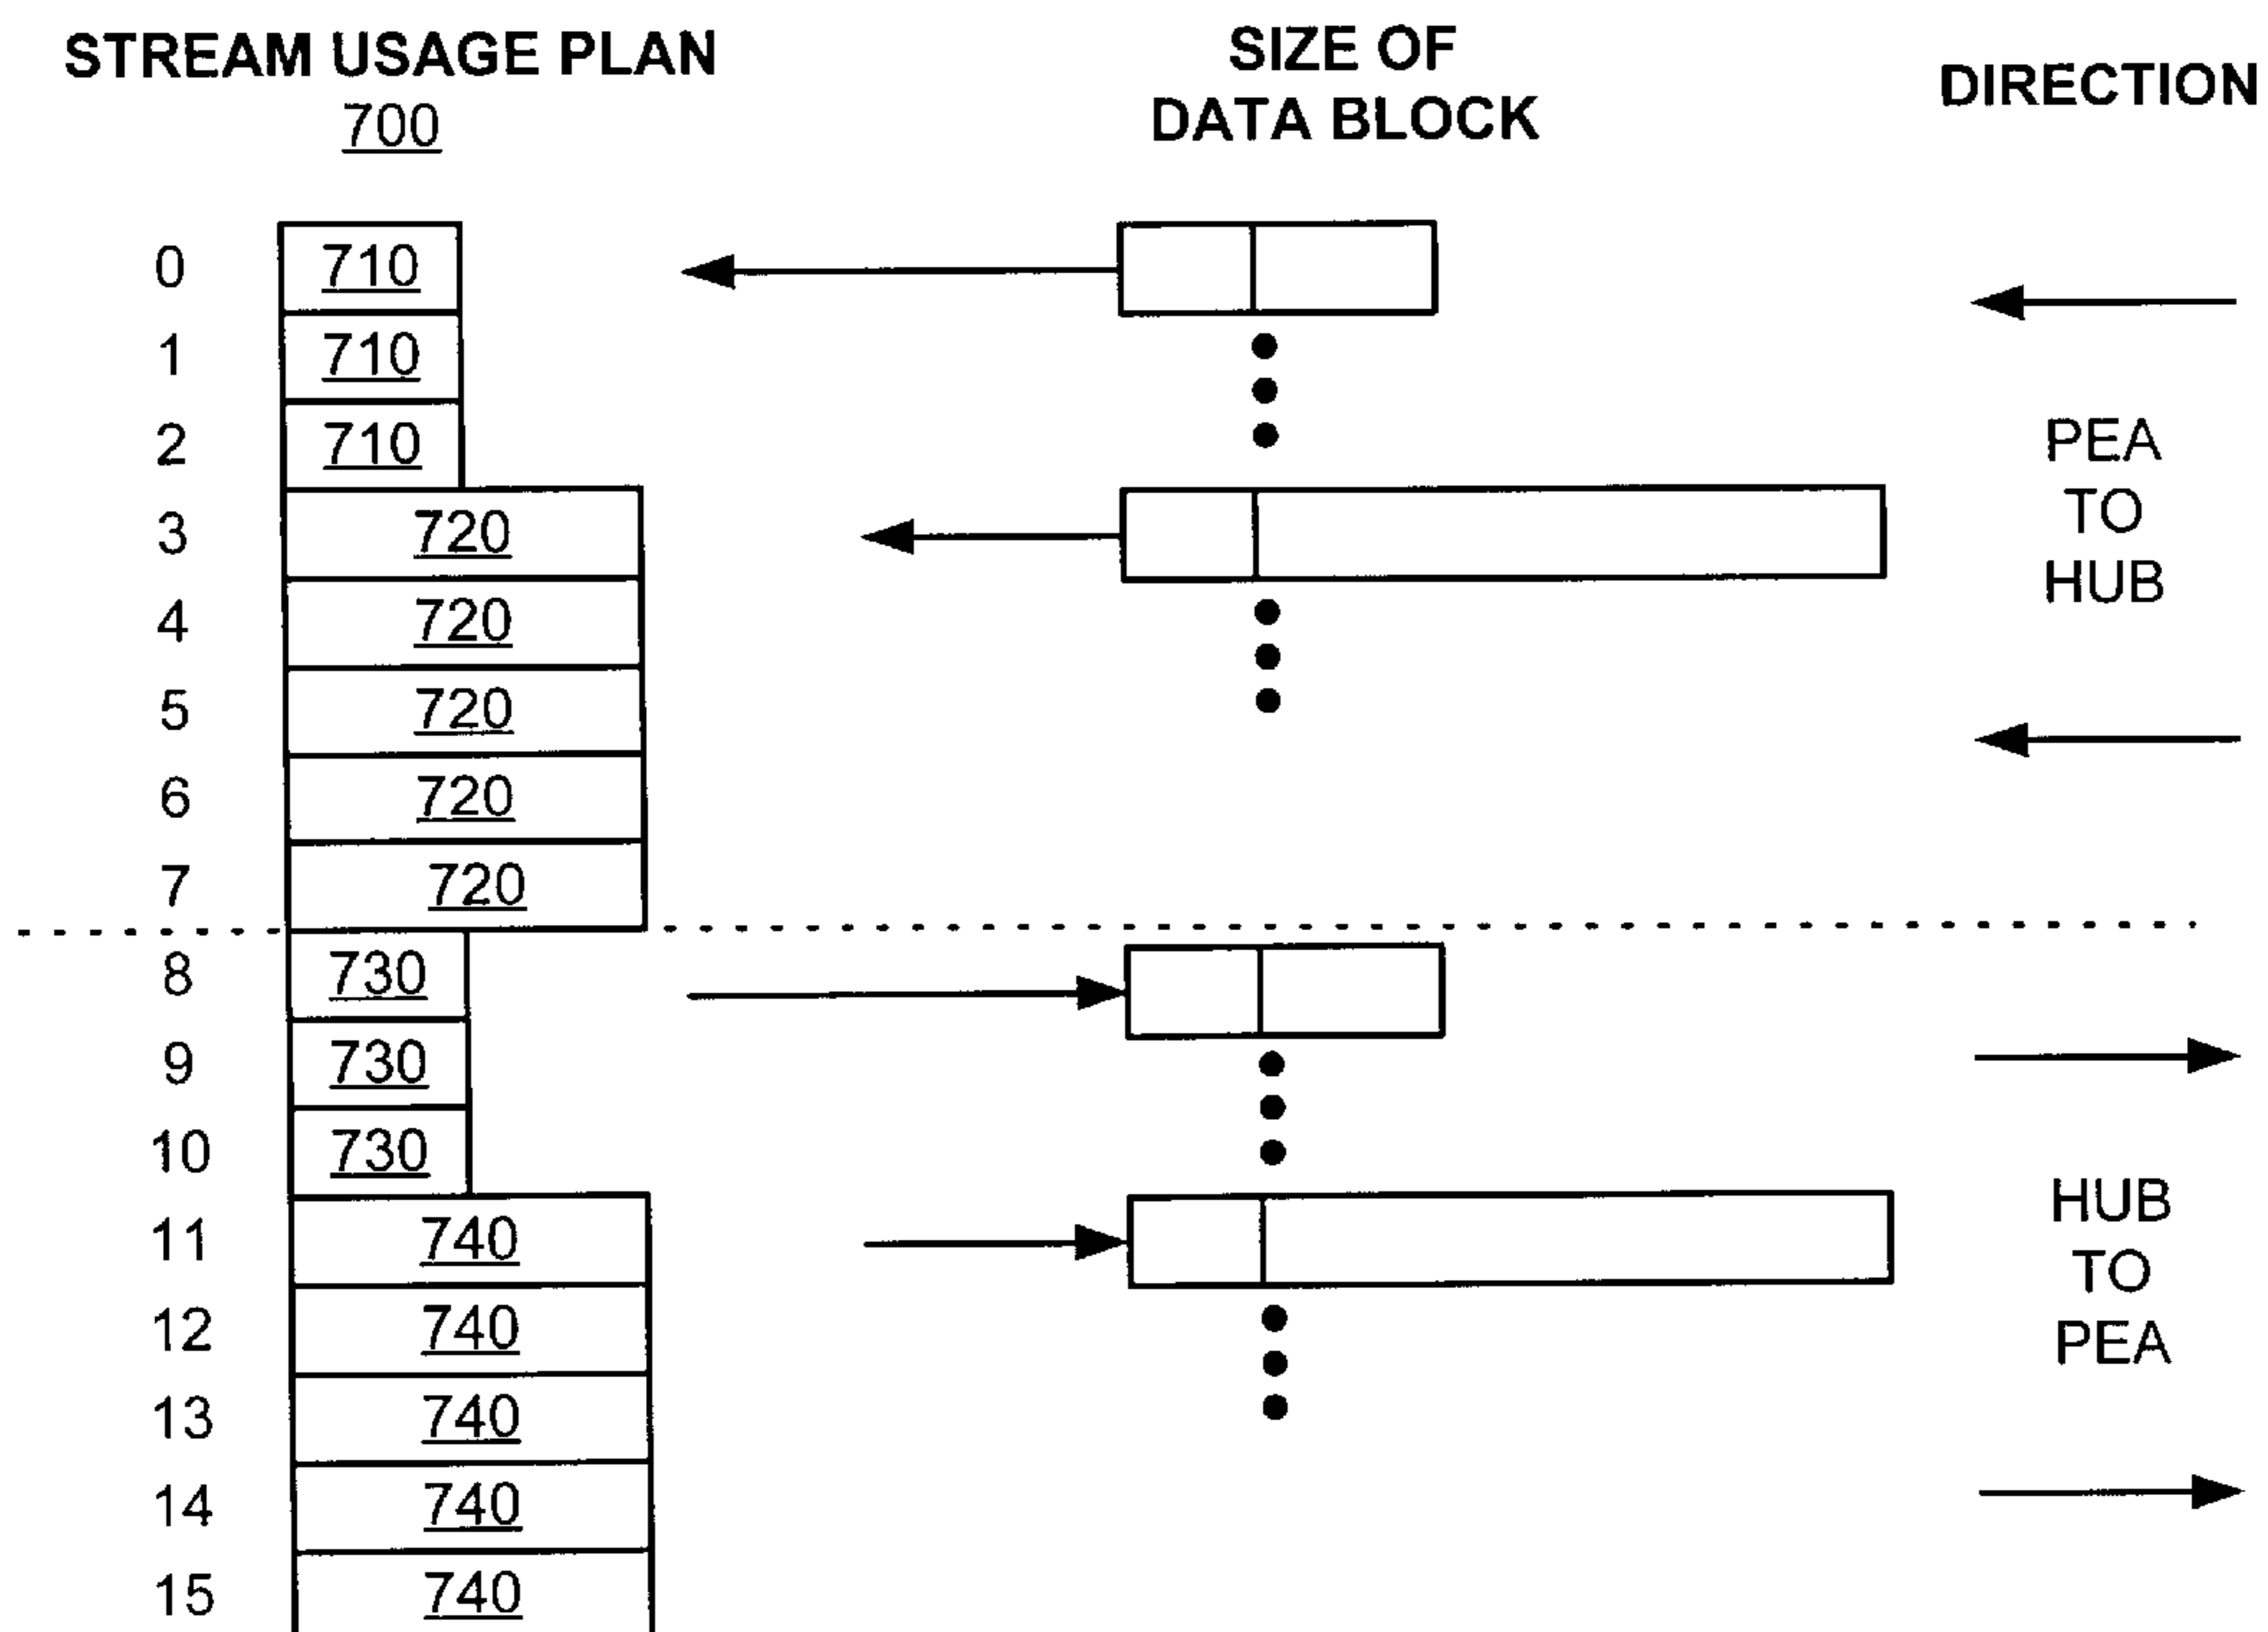 STREAM USAGE PLAN
700
SIZE OF
DATA BLOCK
DIRECTION
0 710
1 710
2 710
3 720
4 720
5 720
6 720
7 720
PEA
TO
HUB
8 730
9 730
10 730
11 740
12 740
13 740
14 740
15 740
HUB
TO
PEA